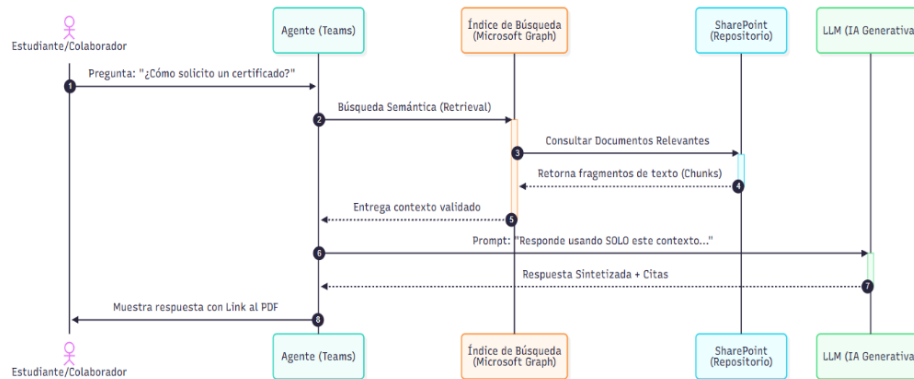 Estudiante/Colaborador
Agente (Teams)
Índice de Búsqueda
(Microsoft Graph)
SharePoint
(Repositorio)
LLM (IA Generativa
1
Pregunta: "¿Cómo solicito un certificado?"
2
Búsqueda Semántica (Retrieval)
3
Consultar Documentos Relevantes
Retorna fragmentos de texto (Chunks)
4
Entrega contexto validado
5
6
Prompt: "Responde usando SOLO este contexto..."
Respuesta Sintetizada + Citas
7
Muestra respuesta con Link al PDF
8
Estudiante/Colaborador
Agente (Teams)
Índice de Búsqueda
(Microsoft Graph)
SharePoint
(Repositorio)
LLM (IA Generativa